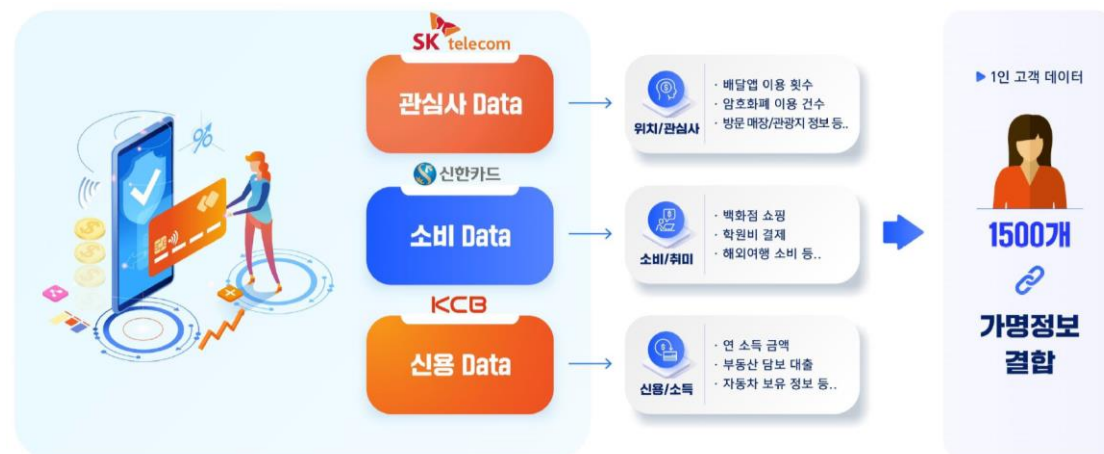 SK telecom
관심사 Data
위치/관심사
· 배달앱 이용 횟수
· 암호화폐 이용 건수
· 방문 매장/관광지 정보 등..
신한카드
소비 Data
소비/취미
· 백화점 쇼핑
· 학원비 결제
· 해외여행 소비 등..
KCB
신용 Data
신용/소득
· 연 소득 금액
· 부동산 담보 대출
· 자동차 보유 정보 등..
▶ 1인 고객 데이터
1500개
가명정보
결합